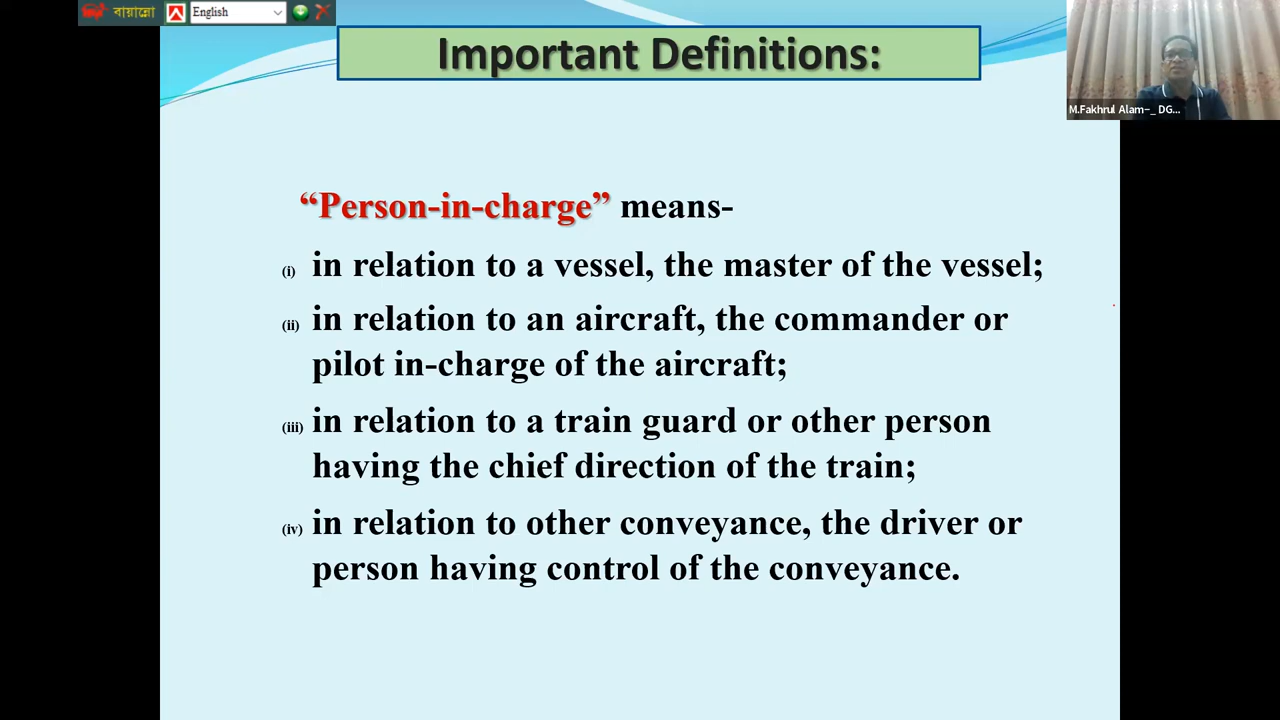 বায়ান্নো
English
Important Definitions:
M.Fakhrul Alam-_ DG...
“Person-in-charge” means-
(i) in relation to a vessel, the master of the vessel;
(ii) in relation to an aircraft, the commander or
pilot in-charge of the aircraft;
(iii) in relation to a train guard or other person
having the chief direction of the train;
(iv) in relation to other conveyance, the driver or
person having control of the conveyance.